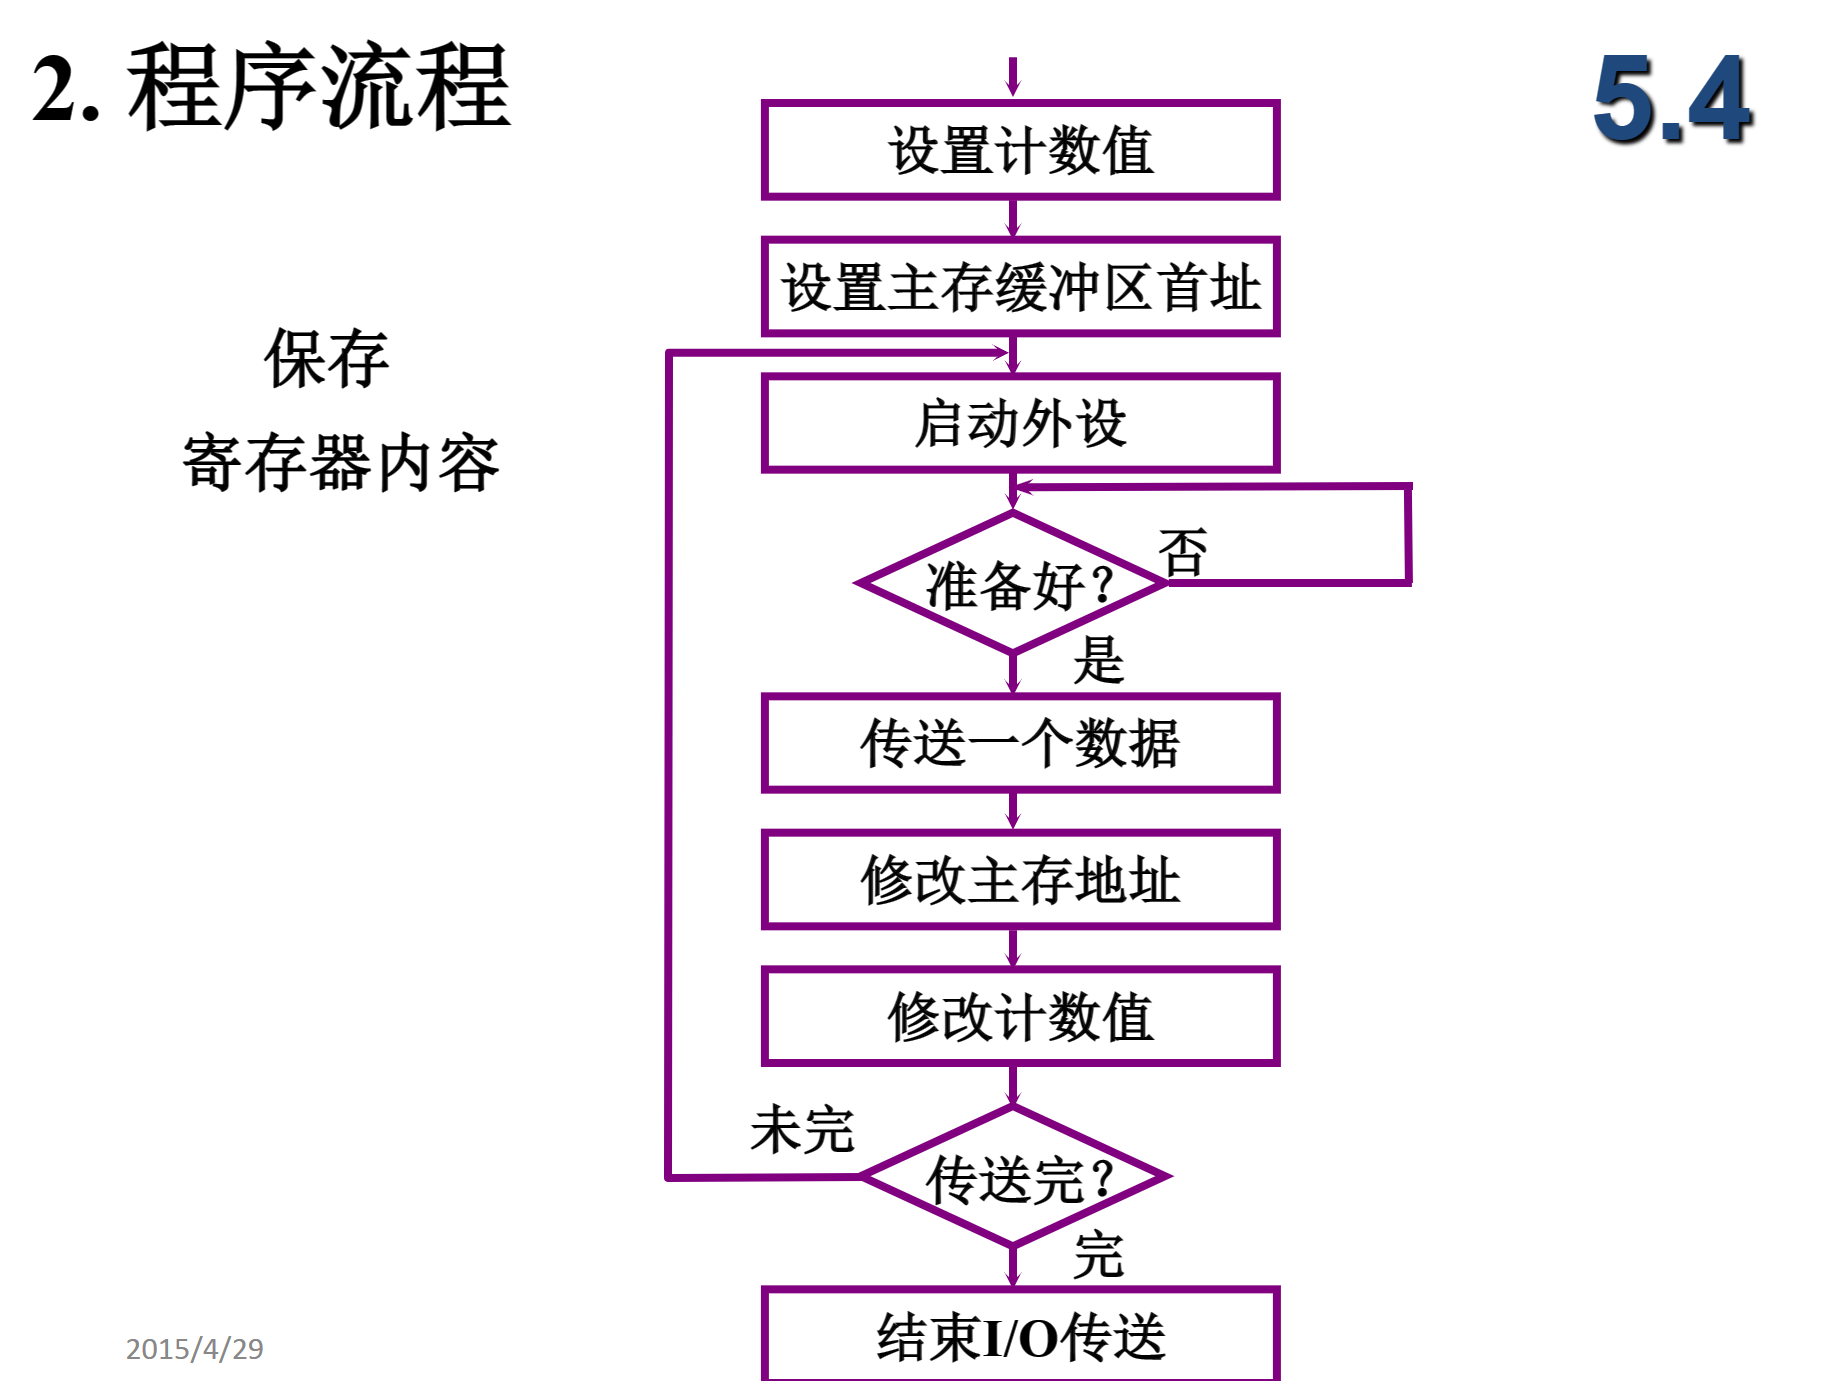 2. 程序流程
5.4
保存
寄存器内容
设置计数值
设置主存缓冲区首址
启动外设
准备好？
否
是
传送一个数据
修改主存地址
修改计数值
未完
传送完？
完
结束I/O传送
2015/4/29